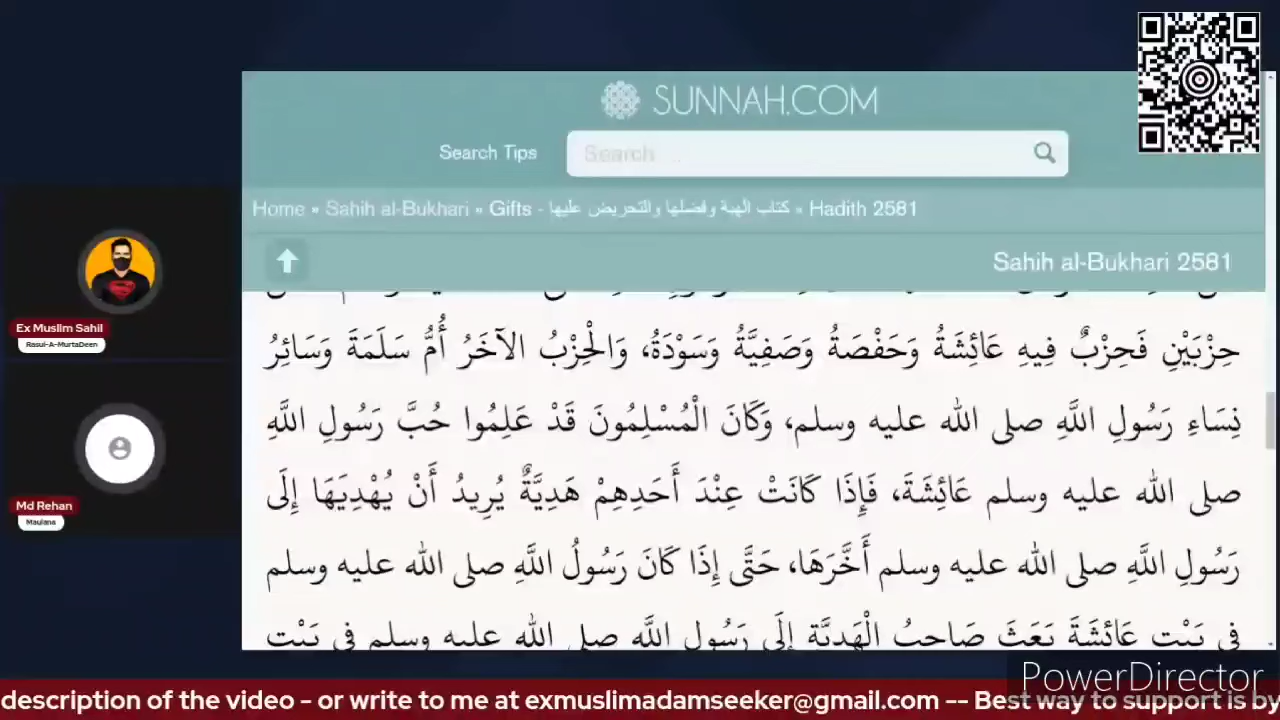 SUNNAH.COM
Search Tips
Search ...
Home » Sahih al-Bukhari » Gifts - كتاب الهبة وفضلها والتحريض عليها » Hadith 2581
Sahih al-Bukhari 2581
حِزْبَيْنِ فَحِزْبٌ فِيهِ عَائِشَةُ وَحَفْصَةُ وَصَفِيَّةُ وَسَوْدَةُ، وَالْحِزْبُ الآخَرُ أُمُّ سَلَمَةَ وَسَائِرُ
نِسَاءِ رَسُولِ اللَّهِ صلى الله عليه وسلم، وَكَانَ الْمُسْلِمُونَ قَدْ عَلِمُوا حُبَّ رَسُولِ اللَّهِ
صلى الله عليه وسلم عَائِشَةَ، فَإِذَا كَانَتْ عِنْدَ أَحَدِهِمْ هَدِيَّةٌ يُرِيدُ أَنْ يُهْدِيَهَا إِلَى
رَسُولِ اللَّهِ صلى الله عليه وسلم أَخَّرَهَا، حَتَّى إِذَا كَانَ رَسُولُ اللَّهِ صلى الله عليه وسلم
فِي بَيْتِ عَائِشَةَ بَعَثَ صَاحِبُ الْهَدِيَّةِ إِلَى رَسُولِ اللَّهِ صلى الله عليه وسلم فِي بَيْتِ
Ex Muslim Sahil
Rasul-A-MurtaDeen
Md Rehan
Maulana
PowerDirector
description of the video - or write to me at exmuslimadamseeker@gmail.com -- Best way to support is by